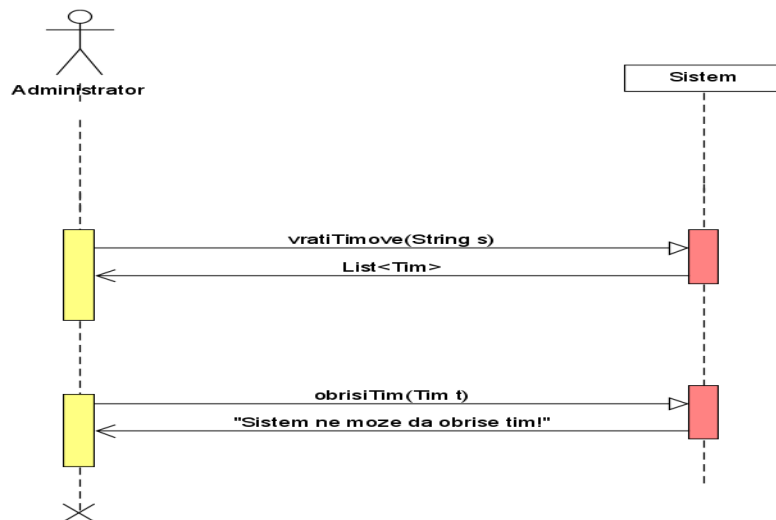 Administrator
Sistem
vratiTimove(String s)
List<Tim>
obrisiTim(Tim t)
"Sistem ne moze da obrise tim!"